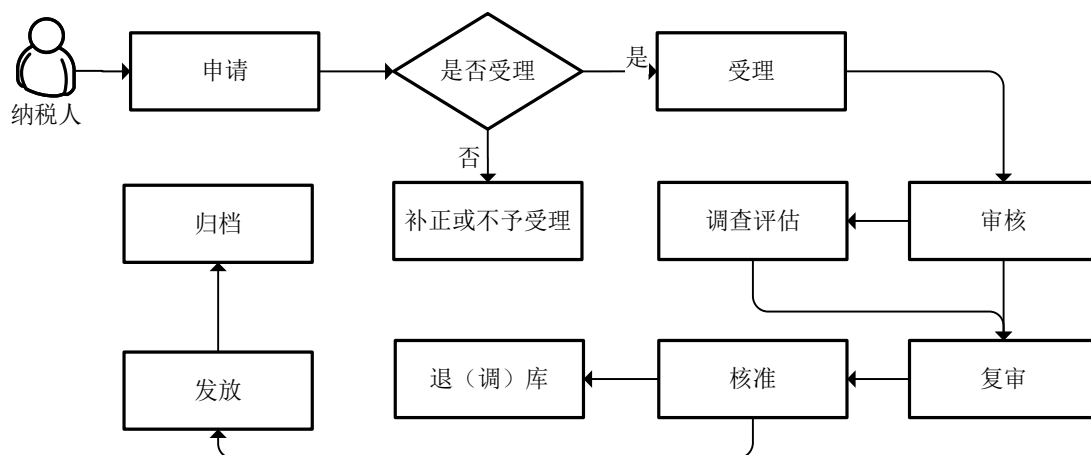 纳税人
申请
是否受理
是
受理
否
归档
补正或不予受理
调查评估
审核
发放
退（调）库
核准
复审